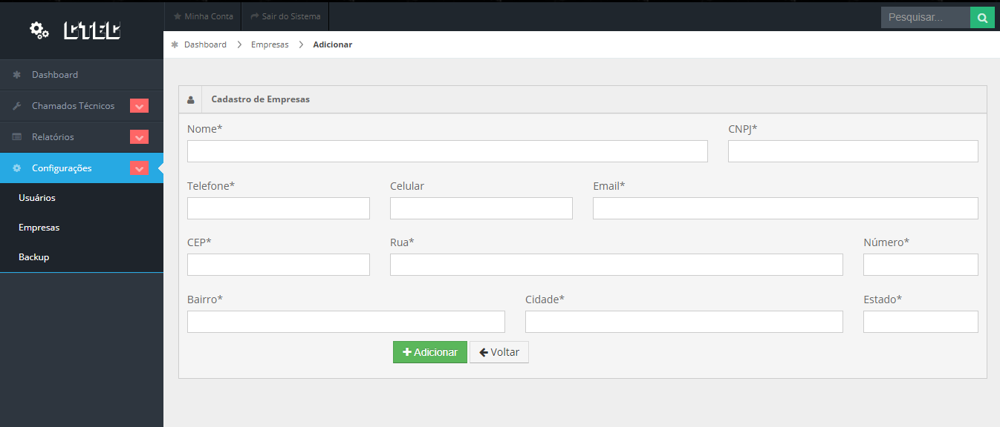 CTEC
Minha Conta
Sair do Sistema
Pesquisar...
Dashboard
Empresas
Adicionar
Dashboard
Chamados Técnicos
Relatórios
Configurações
Usuários
Empresas
Backup
Cadastro de Empresas
Nome*
CNPJ*
Telefone*
Celular
Email*
CEP*
Rua*
Número*
Bairro*
Cidade*
Estado*
Adicionar
Voltar